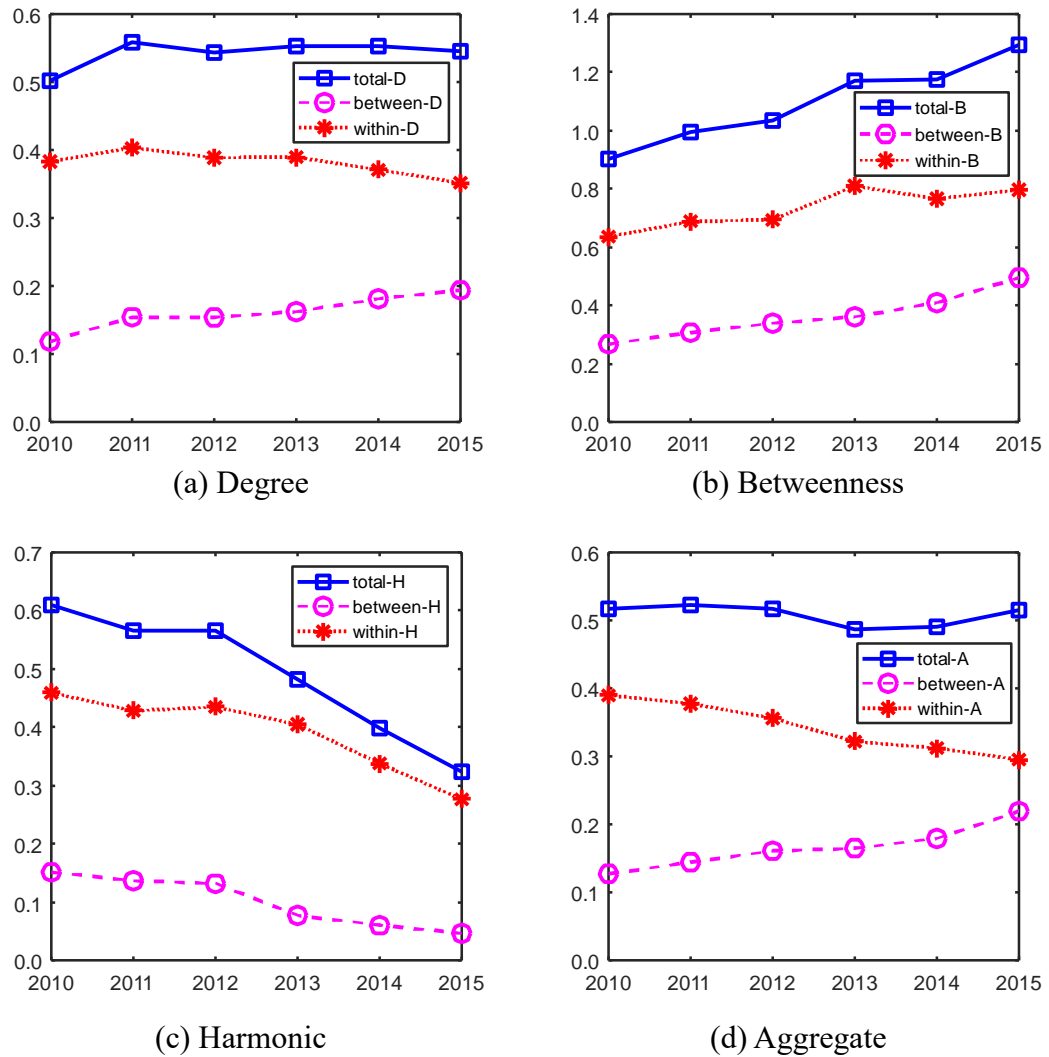 0.6
0.5
0.4
0.3
0.2
0.1
0.0
total-D
between-D
within-D
2010 2011 2012 2013 2014 2015
(a) Degree
1.4
1.2
1.0
0.8
0.6
0.4
0.2
0.0
total-B
between-B
within-B
2010 2011 2012 2013 2014 2015
(b) Betweenness
0.7
0.6
0.5
0.4
0.3
0.2
0.1
0.0
total-H
between-H
within-H
2010 2011 2012 2013 2014 2015
(c) Harmonic
0.6
0.5
0.4
0.3
0.2
0.1
0.0
total-A
between-A
within-A
2010 2011 2012 2013 2014 2015
(d) Aggregate